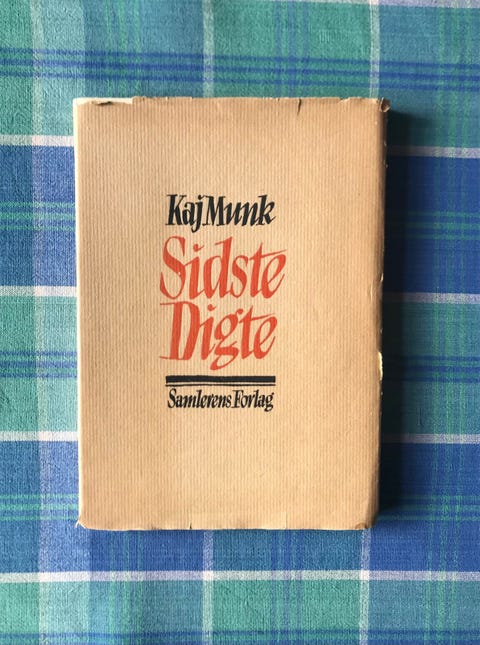 Kaj Munk
Sidste
Digte
Samlerens Forlag